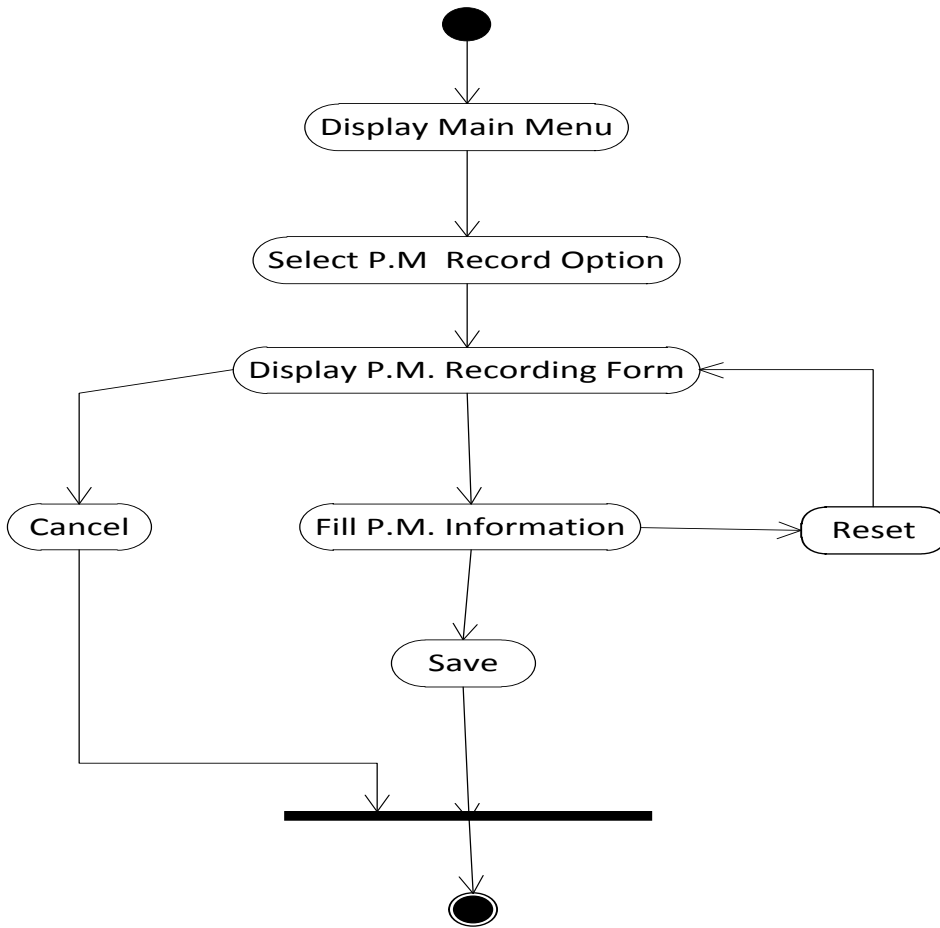 Display Main Menu
Select P.M  Record Option
Display P.M. Recording Form
Cancel
Fill P.M. Information
Reset
Save